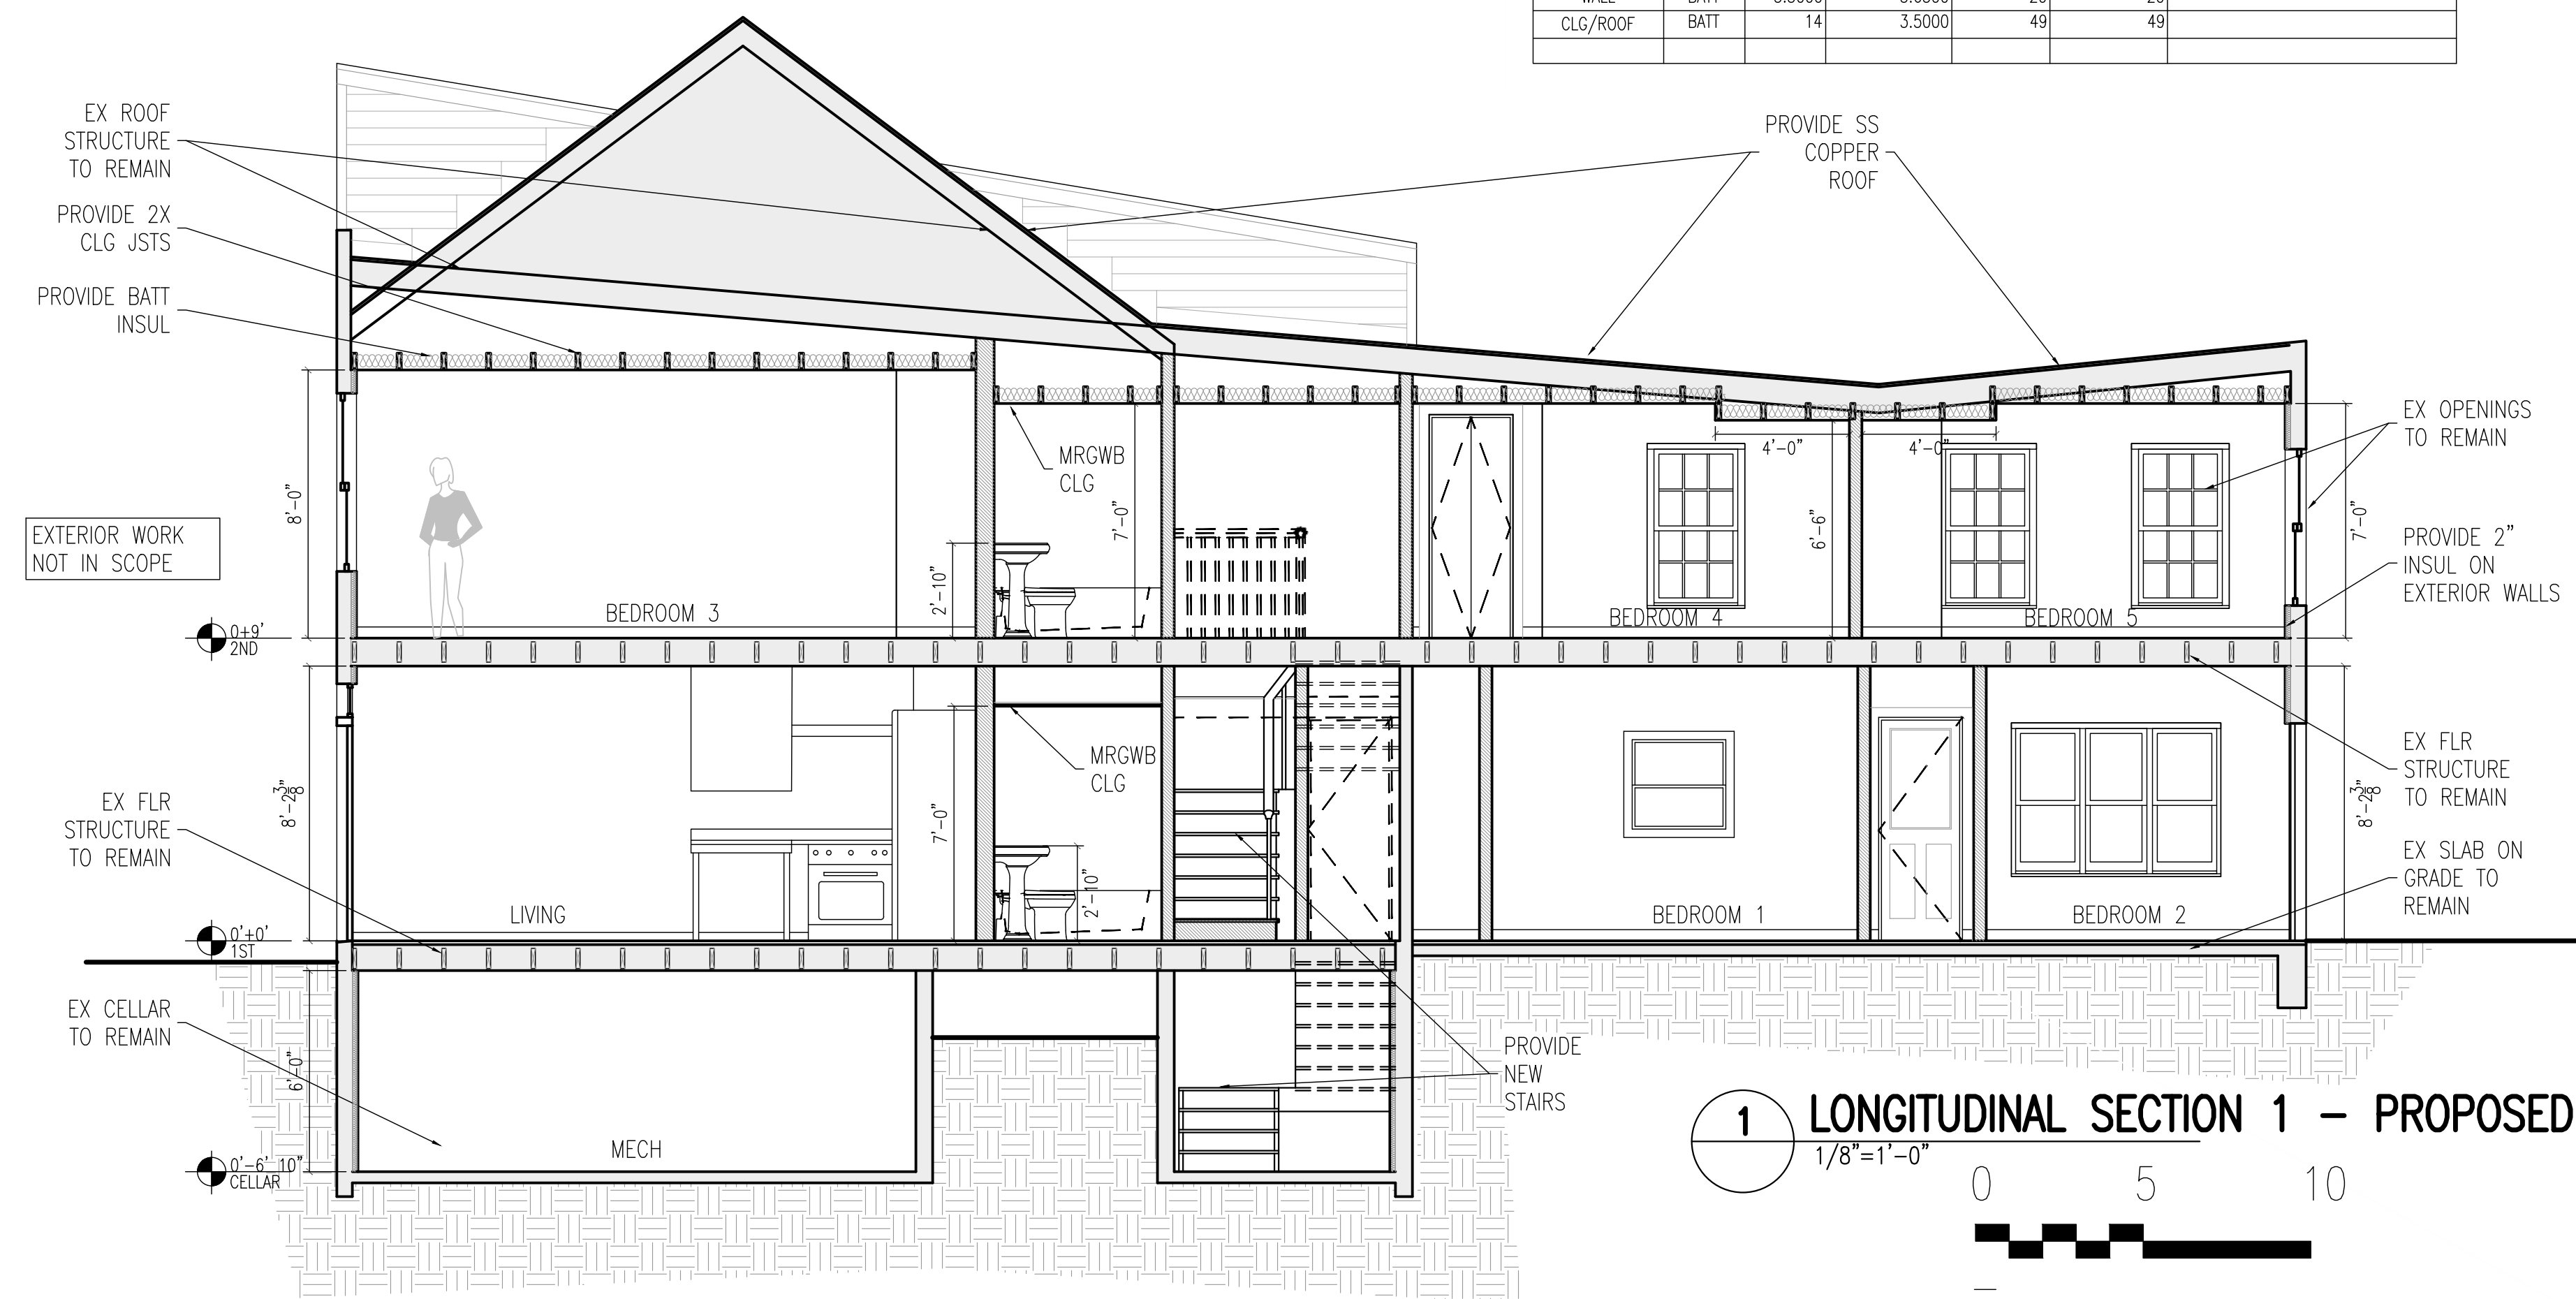 CLG/ROOF BATT 14 3.5000 49 49
EX ROOF
STRUCTURE
TO REMAIN
PROVIDE 2X
CLG JSTS
PROVIDE BATT
INSUL
PROVIDE SS
COPPER
ROOF
EX OPENINGS
TO REMAIN
PROVIDE 2"
INSUL ON
EXTERIOR WALLS
EXTERIOR WORK
NOT IN SCOPE
8'-0"
MRGWB
CLG
7'-0"
2'-10"
4'-0"
4'-0"
6'-6"
7'-0"
BEDROOM 3
BEDROOM 4
BEDROOM 5
0+9'
2ND
8'-2 3/8"
MRGWB
CLG
7'-0"
2'-10"
8'-2 3/8"
EX FLR
STRUCTURE
TO REMAIN
EX FLR
STRUCTURE
TO REMAIN
EX SLAB ON
GRADE TO
REMAIN
LIVING
BEDROOM 1
BEDROOM 2
0'+0'
1ST
EX CELLAR
TO REMAIN
6'-0"
MECH
PROVIDE
NEW
STAIRS
0'-6' 10"
CELLAR
1 LONGITUDINAL SECTION 1 - PROPOSED
1/8"=1'-0"
0 5 10